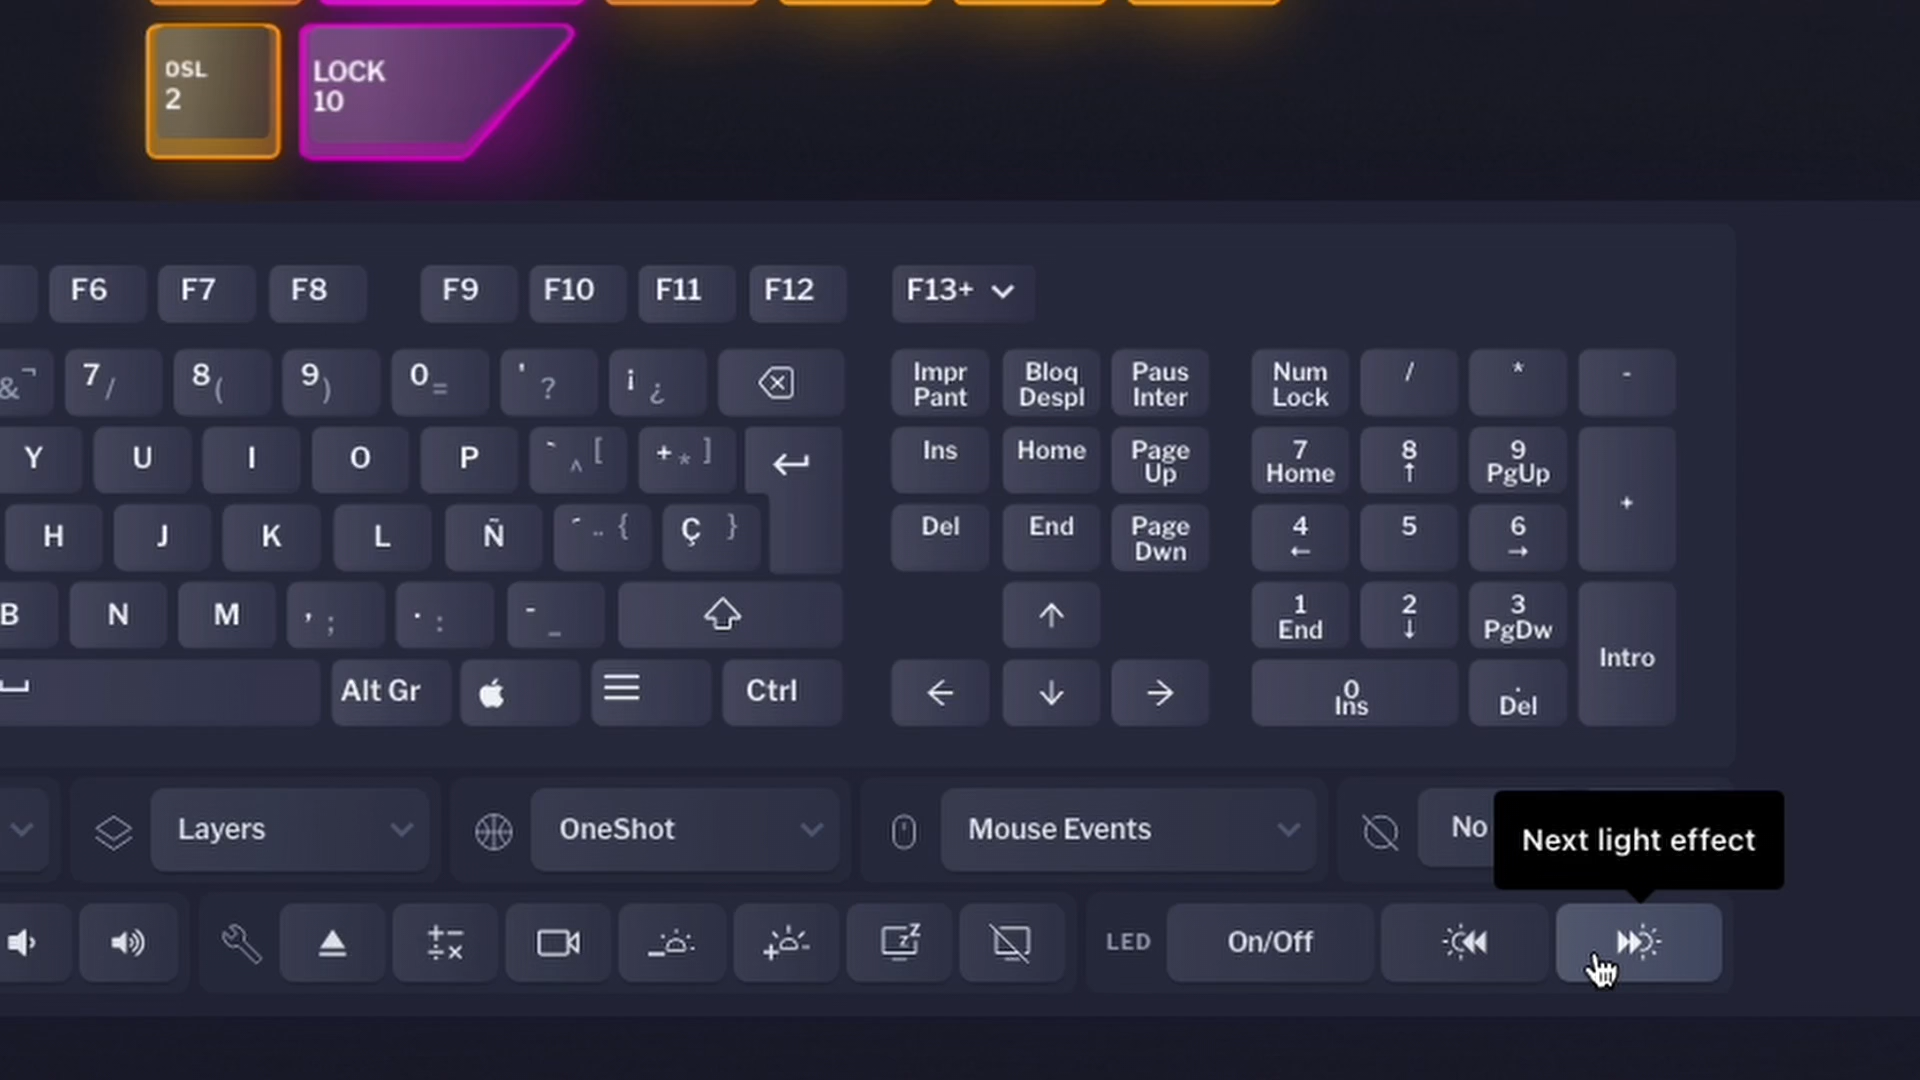 OSL
2
LOCK
10
F6
F7
F8
F9
F10
F11
F12
F13+
& ¬
7 /
8 (
9 )
0 =
' ?
¡ ¿
Impr
Pant
Bloq
Despl
Paus
Inter
Num
Lock
/
*
-
Y
U
I
O
P
` ^ [
+ * ]
Ins
Home
Page
Up
7
Home
8
↑
9
PgUp
+
H
J
K
L
Ñ
´ ¨ {
Ç }
Del
End
Page
Dwn
4
←
5
6
→
B
N
M
, ;
. :
- _
↑
1
End
2
↓
3
PgDw
Intro
Alt Gr
Ctrl
←
↓
→
0
Ins
.
Del
Layers
OneShot
Mouse Events
No
Next light effect
LED
On/Off